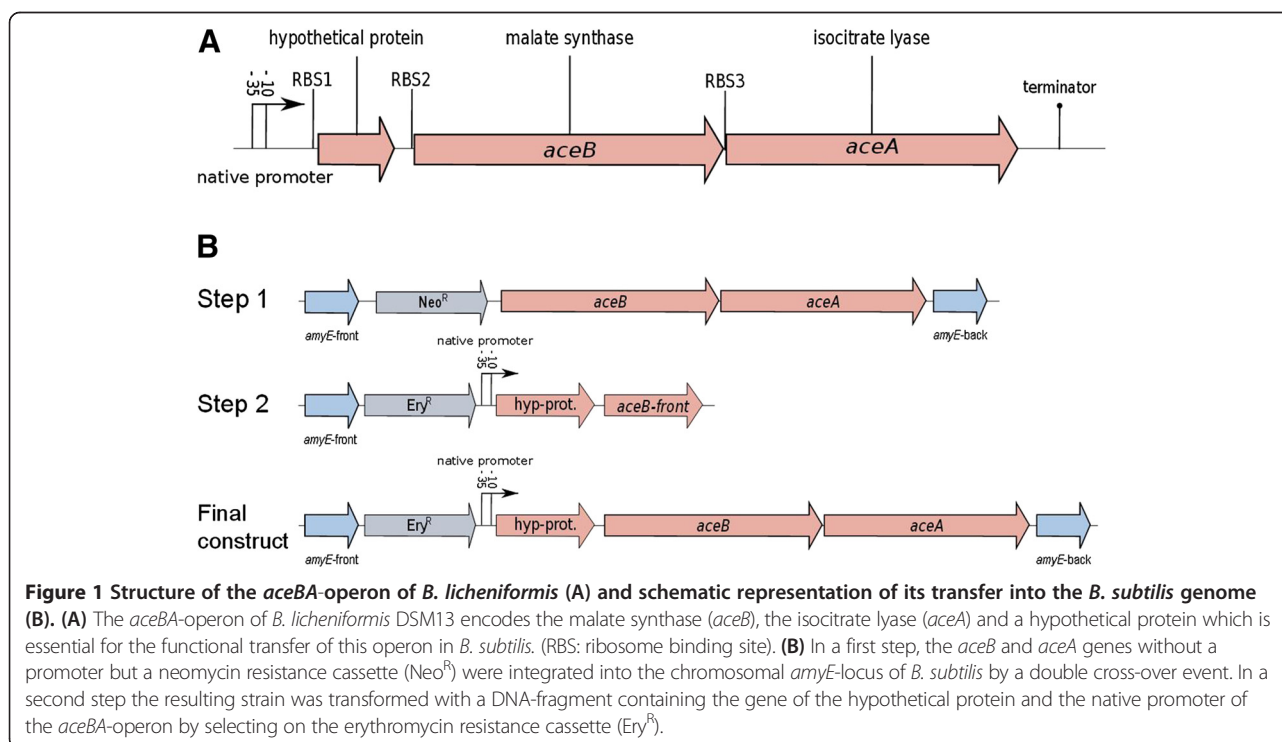 A
hypothetical protein malate synthase isocitrate lyase
-35 -10 RBS1 RBS2 RBS3 terminator
aceB aceA
native promoter
B
Step 1 Neo^R aceB aceA
amyE-front amyE-back
native promoter
-35 -10
Step 2 Ery^R hyp-prot. aceB-front
amyE-front
native promoter
-35 -10
Final construct Ery^R hyp-prot. aceB aceA
amyE-front amyE-back
Figure 1 Structure of the aceBA-operon of B. licheniformis (A) and schematic representation of its transfer into the B. subtilis genome
(B). (A) The aceBA-operon of B. licheniformis DSM13 encodes the malate synthase (aceB), the isocitrate lyase (aceA) and a hypothetical protein which is
essential for the functional transfer of this operon in B. subtilis. (RBS: ribosome binding site). (B) In a first step, the aceB and aceA genes without a
promoter but a neomycin resistance cassette (Neo^R) were integrated into the chromosomal amyE-locus of B. subtilis by a double cross-over event. In a
second step the resulting strain was transformed with a DNA-fragment containing the gene of the hypothetical protein and the native promoter of
the aceBA-operon by selecting on the erythromycin resistance cassette (Ery^R).